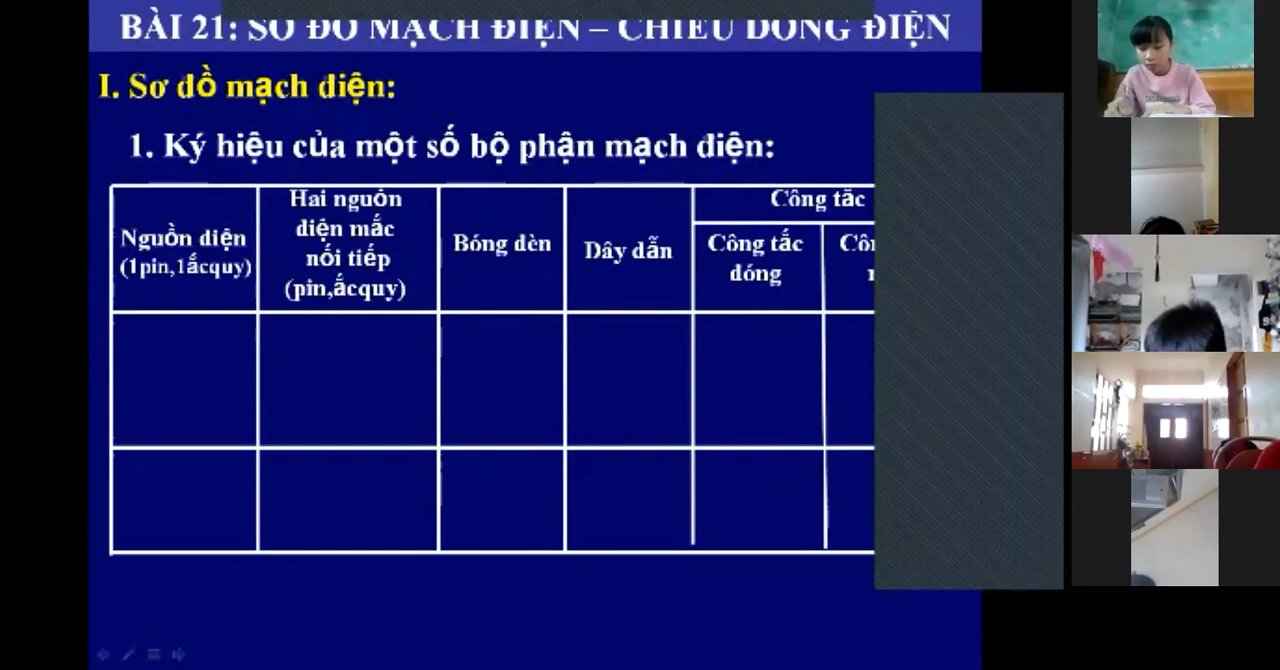 BÀI 21: SƠ ĐỒ MẠCH ĐIỆN – CHIỀU DÒNG ĐIỆN
I. Sơ đồ mạch điện:
1. Ký hiệu của một số bộ phận mạch điện:
Nguồn điện
(1pin,1ắcquy)
Hai nguồn
điện mắc
nối tiếp
(pin,ắcquy)
Bóng đèn
Dây dẫn
Công tắc
Công tắc
đóng